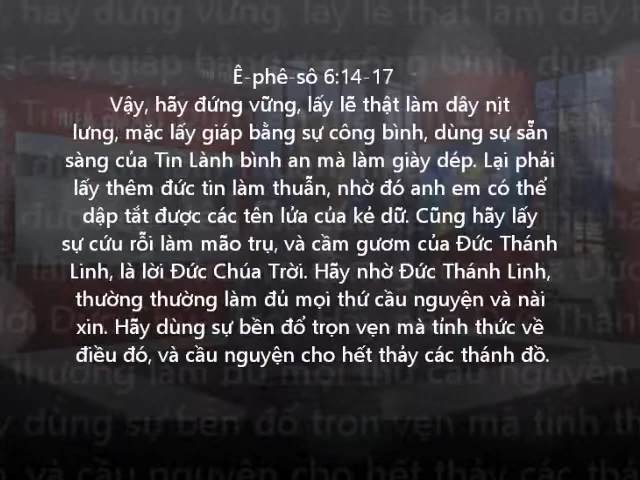 Ê-phê-sô 6:14-17
Vậy, hãy đứng vững, lấy lẽ thật làm dây nịt
lưng, mặc lấy giáp bằng sự công bình, dùng sự sẵn
sàng của Tin Lành bình an mà làm giày dép. Lại phải
lấy thêm đức tin làm thuẫn, nhờ đó anh em có thể
dập tắt được các tên lửa của kẻ dữ. Cũng hãy lấy
sự cứu rỗi làm mão trụ, và cầm gươm của Đức Thánh
Linh, là lời Đức Chúa Trời. Hãy nhờ Đức Thánh Linh,
thường thường làm đủ mọi thứ cầu nguyện và nài
xin. Hãy dùng sự bền đổ trọn vẹn mà tỉnh thức về
điều đó, và cầu nguyện cho hết thảy các thánh đồ.